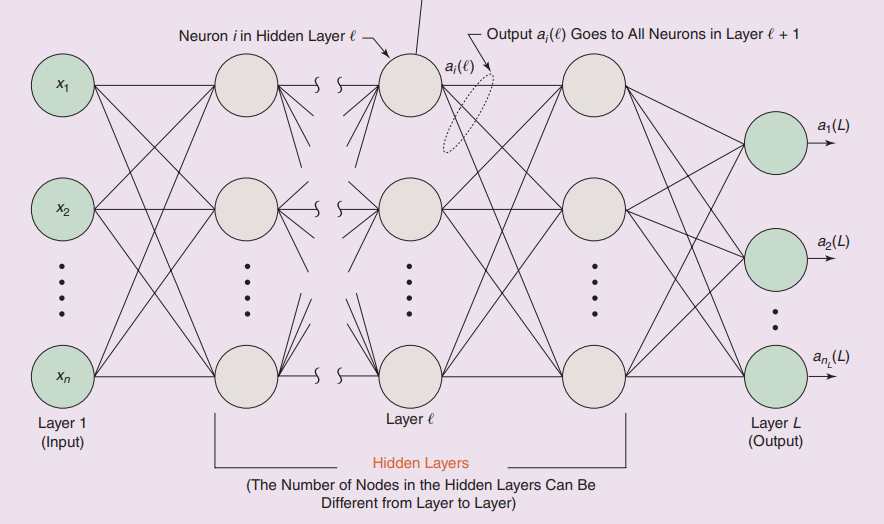 Neuron i in Hidden Layer ℓ
Output aᵢ(ℓ) Goes to All Neurons in Layer ℓ + 1
aᵢ(ℓ)
x₁
a₁(L)
x₂
a₂(L)
xₙ
a_{n_L}(L)
Layer 1
(Input)
Layer ℓ
Layer L
(Output)
Hidden Layers
(The Number of Nodes in the Hidden Layers Can Be
Different from Layer to Layer)